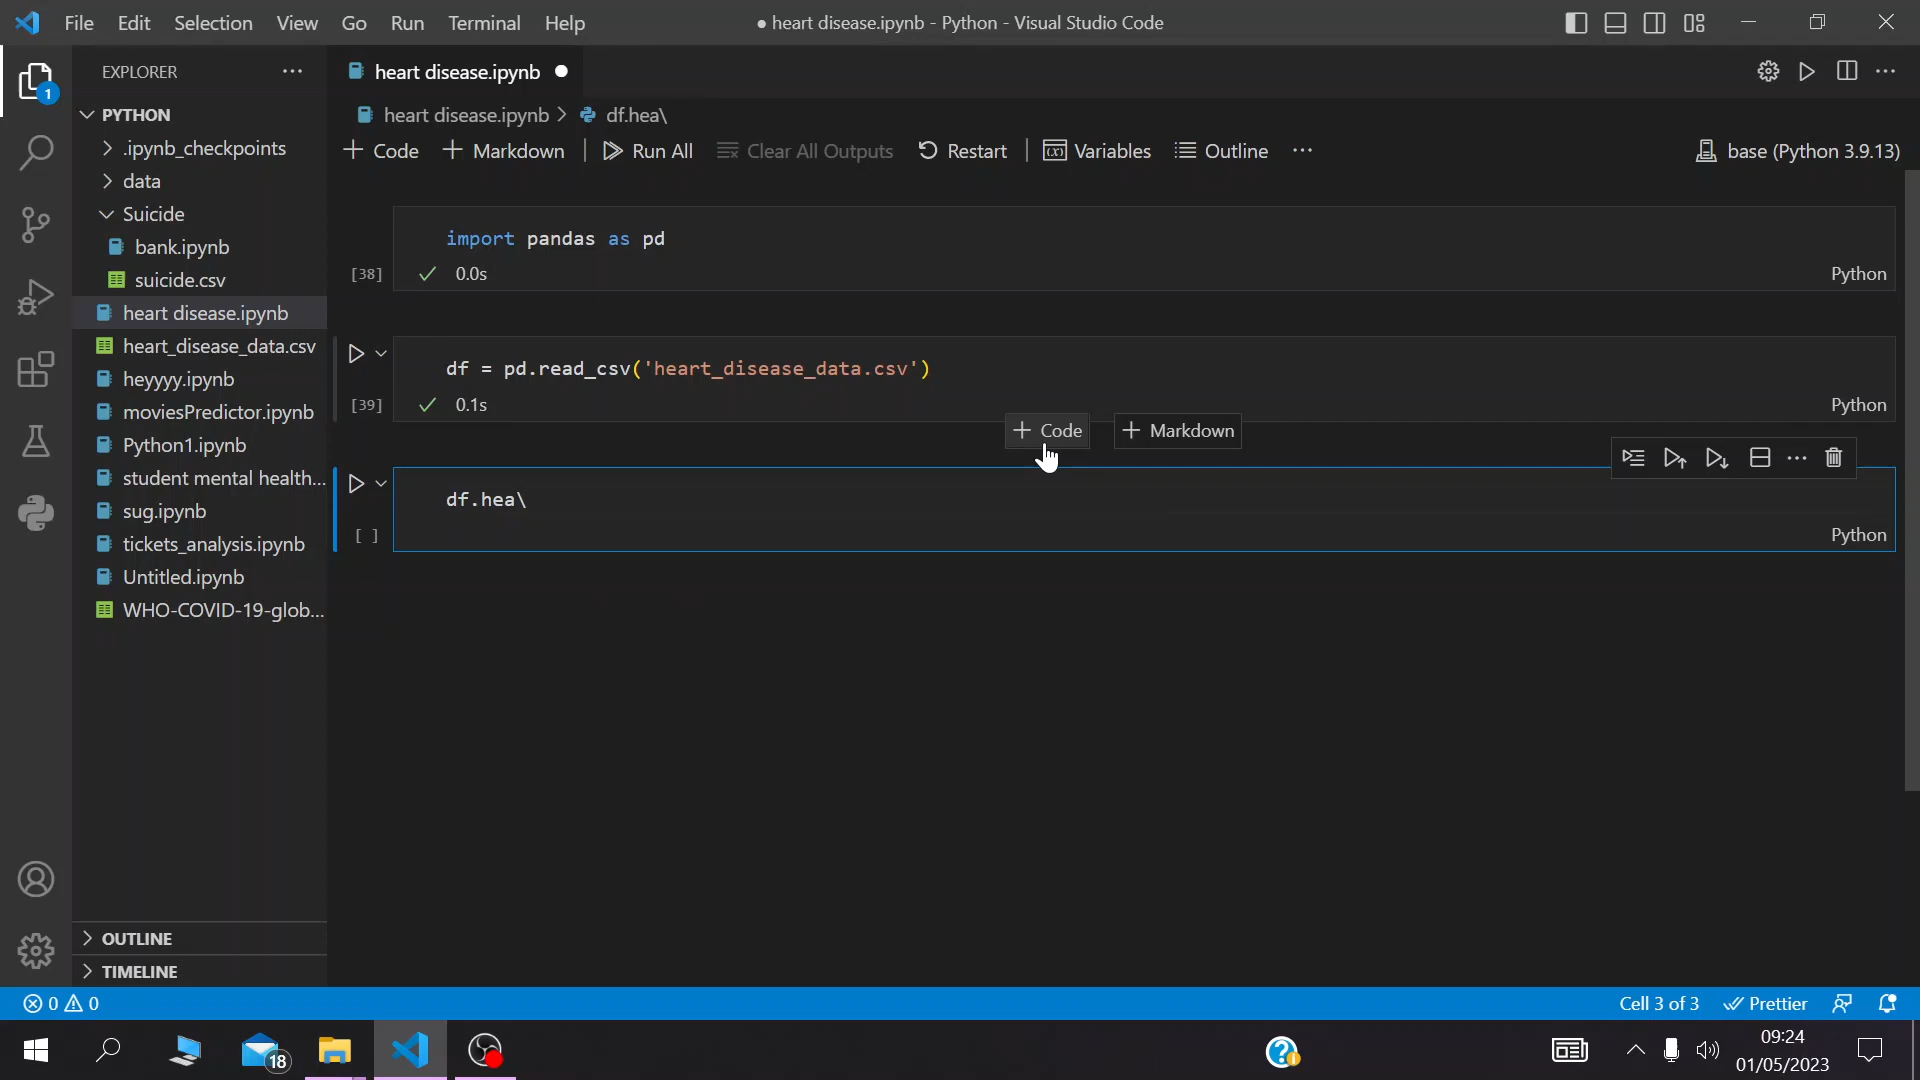 File Edit Selection View Go Run Terminal Help
● heart disease.ipynb - Python - Visual Studio Code
EXPLORER
1
PYTHON
.ipynb_checkpoints
data
Suicide
bank.ipynb
suicide.csv
heart disease.ipynb
heart_disease_data.csv
heyyyy.ipynb
moviesPredictor.ipynb
Python1.ipynb
student mental health...
sug.ipynb
tickets_analysis.ipynb
Untitled.ipynb
WHO-COVID-19-glob...
OUTLINE
TIMELINE
heart disease.ipynb ●
heart disease.ipynb > df.hea\
+ Code + Markdown Run All Clear All Outputs Restart Variables Outline ...
base (Python 3.9.13)
import pandas as pd
[38] 0.0s Python
df = pd.read_csv('heart_disease_data.csv')
[39] 0.1s Python
+ Code + Markdown
df.hea\
[ ] Python
0 0
Cell 3 of 3 Prettier
18
09:24
01/05/2023